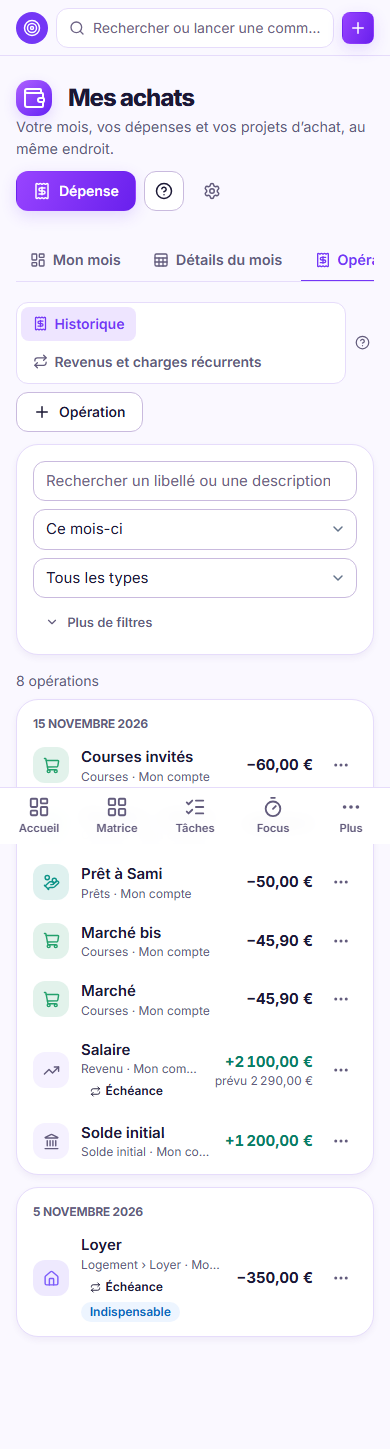 Rechercher ou lancer une comm...
Mes achats
Votre mois, vos dépenses et vos projets d'achat, au
même endroit.
Dépense
Mon mois
Détails du mois
Opéra
Historique
Revenus et charges récurrents
Opération
Rechercher un libellé ou une description
Ce mois-ci
Tous les types
Plus de filtres
8 opérations
15 NOVEMBRE 2026
Courses invités
Courses · Mon compte
−60,00 €
Accueil
Matrice
Tâches
Focus
Plus
Prêt à Sami
Prêts · Mon compte
−50,00 €
Marché bis
Courses · Mon compte
−45,90 €
Marché
Courses · Mon compte
−45,90 €
Salaire
Revenu · Mon com...
Échéance
+2 100,00 €
prévu 2 290,00 €
Solde initial
Solde initial · Mon co...
+1 200,00 €
5 NOVEMBRE 2026
Loyer
Logement › Loyer · Mo...
Échéance
Indispensable
−350,00 €